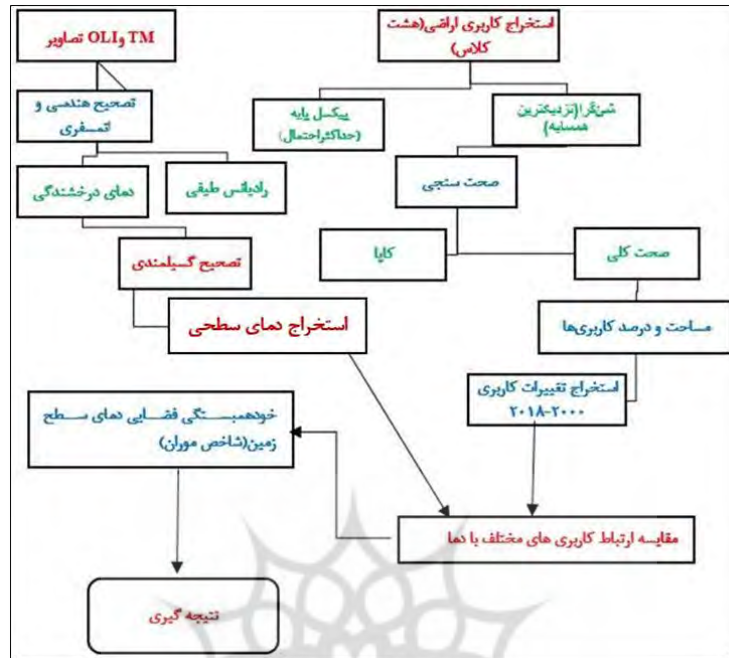 استخراج کاربری اراضی(هشت
کلاس)
تصاویر OLI و TM
شئ‌گرا(نزدیکترین
همسایه)
پیکسل پایه
(حداکثراحتمال)
تصحیح هندسی و
اتمسفری
صحت سنجی
رادیانس طیفی
دمای درخشندگی
صحت کلی
کاپا
تصحیح گسیلمندی
مساحت و درصد کاربری‌ها
استخراج دمای سطحی
استخراج تغییرات کاربری
۲۰۱۸-۲۰۰۰
خودهمبستگی فضایی دمای سطح
زمین(شاخص موران)
مقایسه ارتباط کاربری های مختلف با دما
نتیجه گیری